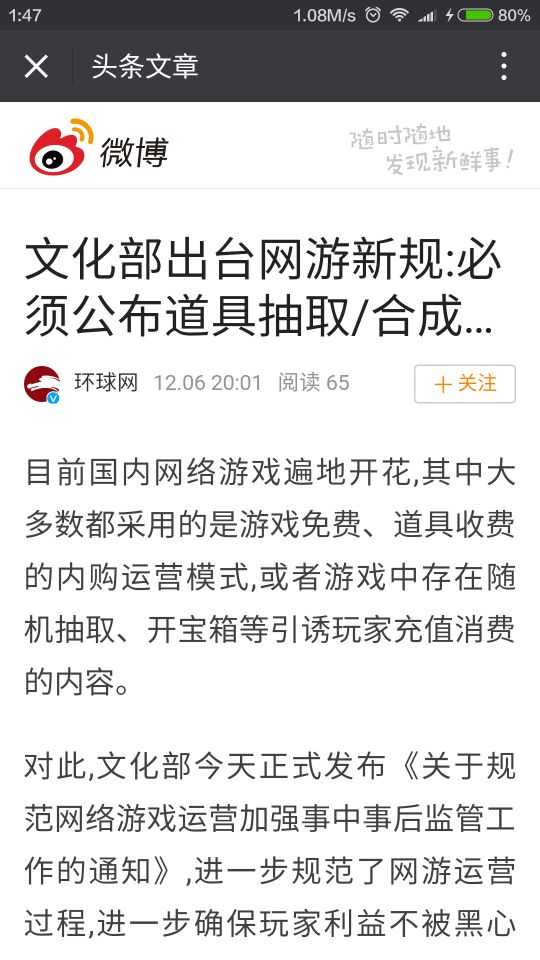 1:47 1.08M/s 80%
头条文章
微博
随时随地
发现新鲜事!
文化部出台网游新规:必
须公布道具抽取/合成...
环球网 12.06 20:01 阅读 65 +关注
目前国内网络游戏遍地开花,其中大
多数都采用的是游戏免费、道具收费
的内购运营模式,或者游戏中存在随
机抽取、开宝箱等引诱玩家充值消费
的内容。
对此,文化部今天正式发布《关于规
范网络游戏运营加强事中事后监管工
作的通知》,进一步规范了网游运营
过程,进一步确保玩家利益不被黑心